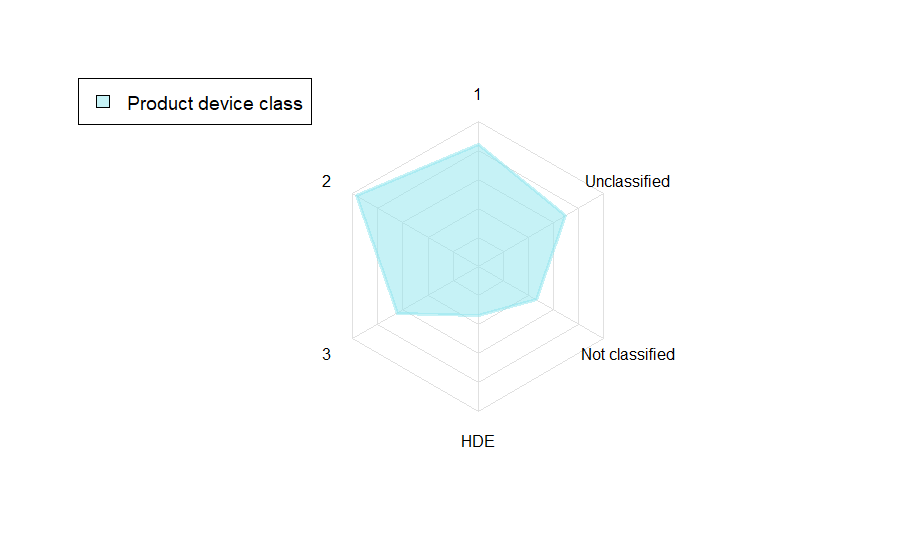 Product device class
1
2
Unclassified
3
Not classified
HDE